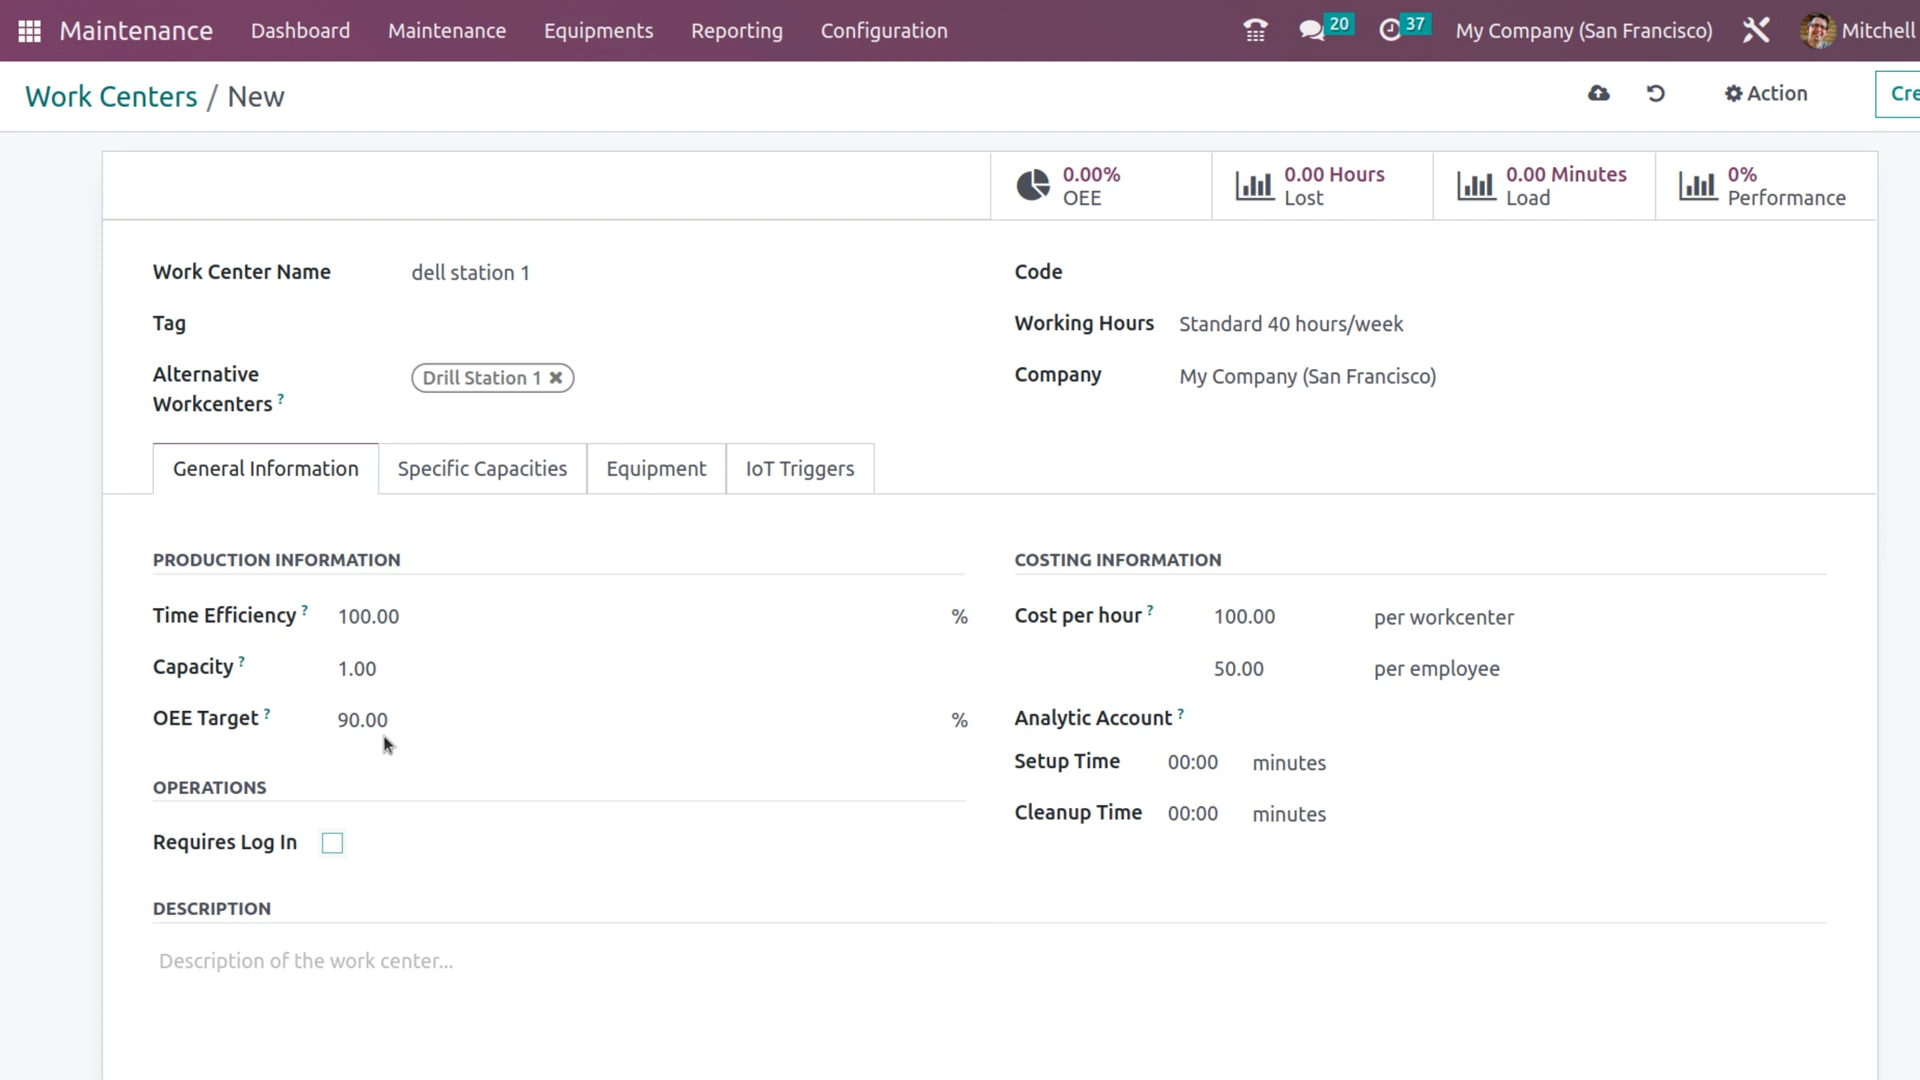 Maintenance Dashboard Maintenance Equipments Reporting Configuration 20 37 My Company (San Francisco) Mitchell
Work Centers / New Action Cre
0.00% OEE
0.00 Hours Lost
0.00 Minutes Load
0% Performance
Work Center Name dell station 1
Code
Tag
Working Hours Standard 40 hours/week
Alternative
Workcenters ? Drill Station 1
Company My Company (San Francisco)
General Information Specific Capacities Equipment IoT Triggers
PRODUCTION INFORMATION
Time Efficiency ? 100.00 %
Capacity ? 1.00
OEE Target ? 90.00 %
COSTING INFORMATION
Cost per hour ? 100.00 per workcenter
50.00 per employee
Analytic Account ?
Setup Time 00:00 minutes
Cleanup Time 00:00 minutes
OPERATIONS
Requires Log In
DESCRIPTION
Description of the work center...